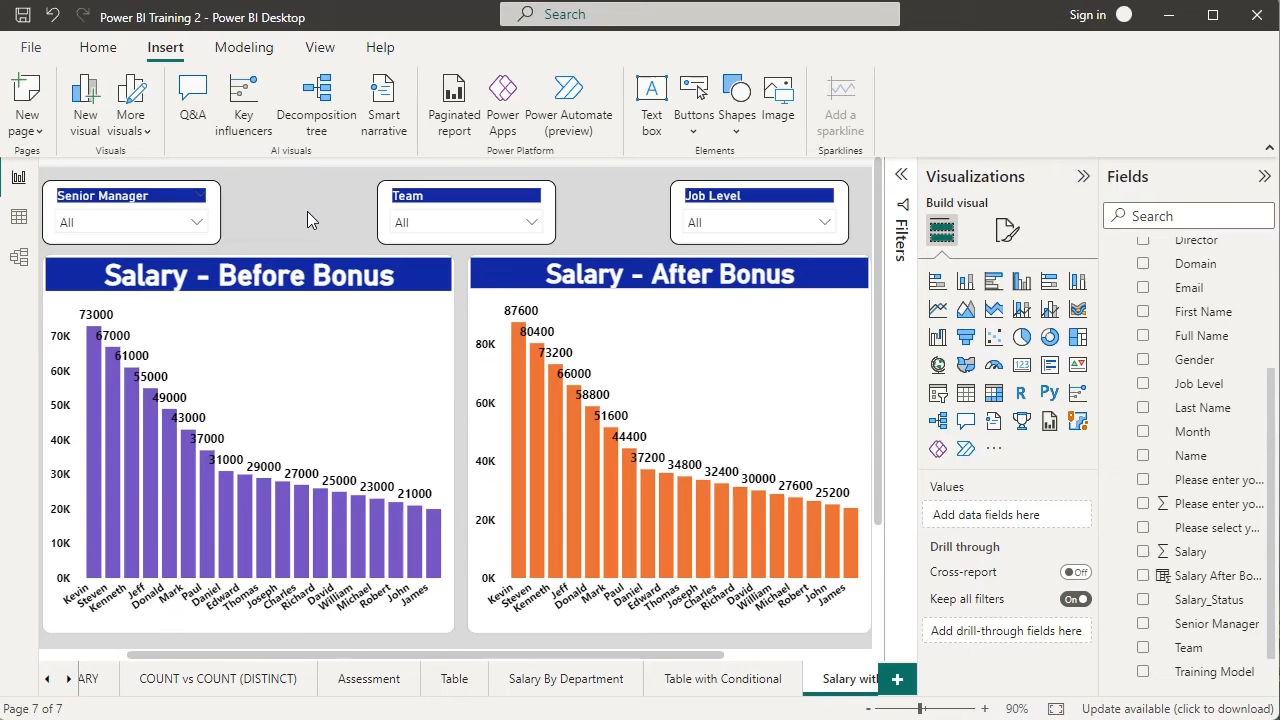 Power BI Training 2 - Power BI Desktop
Search
Sign in
File
Home
Insert
Modeling
View
Help
New page
New visual
More visuals
Q&A
Key influencers
Decomposition tree
Smart narrative
Paginated report
Power Apps
Power Automate (preview)
Text box
Buttons
Shapes
Image
Add a sparkline
Pages
Visuals
AI visuals
Power Platform
Elements
Sparklines
Senior Manager
All
Team
All
Job Level
All
Salary - Before Bonus
73000
67000
61000
55000
49000
43000
37000
31000
29000
27000
25000
23000
21000
70K
60K
50K
40K
30K
20K
10K
0K
Kevin
Steven
Kenneth
Jeff
Donald
Mark
Paul
Daniel
Edward
Thomas
Joseph
Charles
Richard
David
William
Michael
Robert
John
James
Salary - After Bonus
87600
80400
73200
66000
58800
51600
44400
37200
34800
32400
30000
27600
25200
80K
60K
40K
20K
0K
Kevin
Steven
Kenneth
Jeff
Donald
Mark
Paul
Daniel
Edward
Thomas
Joseph
Charles
Richard
David
William
Michael
Robert
John
James
Filters
Visualizations
Build visual
R
Py
123
Values
Add data fields here
Drill through
Cross-report
Off
Keep all filters
On
Add drill-through fields here
Fields
Search
Director
Domain
Email
First Name
Full Name
Gender
Job Level
Last Name
Month
Name
Please enter yo...
Please enter yo...
Please select y...
Salary
Salary After Bo...
Salary_Status
Senior Manager
Team
Training Model
ARY
COUNT vs COUNT (DISTINCT)
Assessment
Table
Salary By Department
Table with Conditional
Salary with
Page 7 of 7
90%
Update available (click to download)